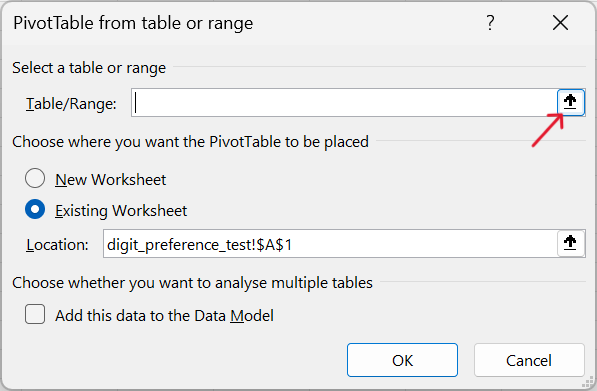 PivotTable from table or range ?
Select a table or range
Table/Range:
Choose where you want the PivotTable to be placed
New Worksheet
Existing Worksheet
Location: digit_preference_test!$A$1
Choose whether you want to analyse multiple tables
Add this data to the Data Model
OK Cancel